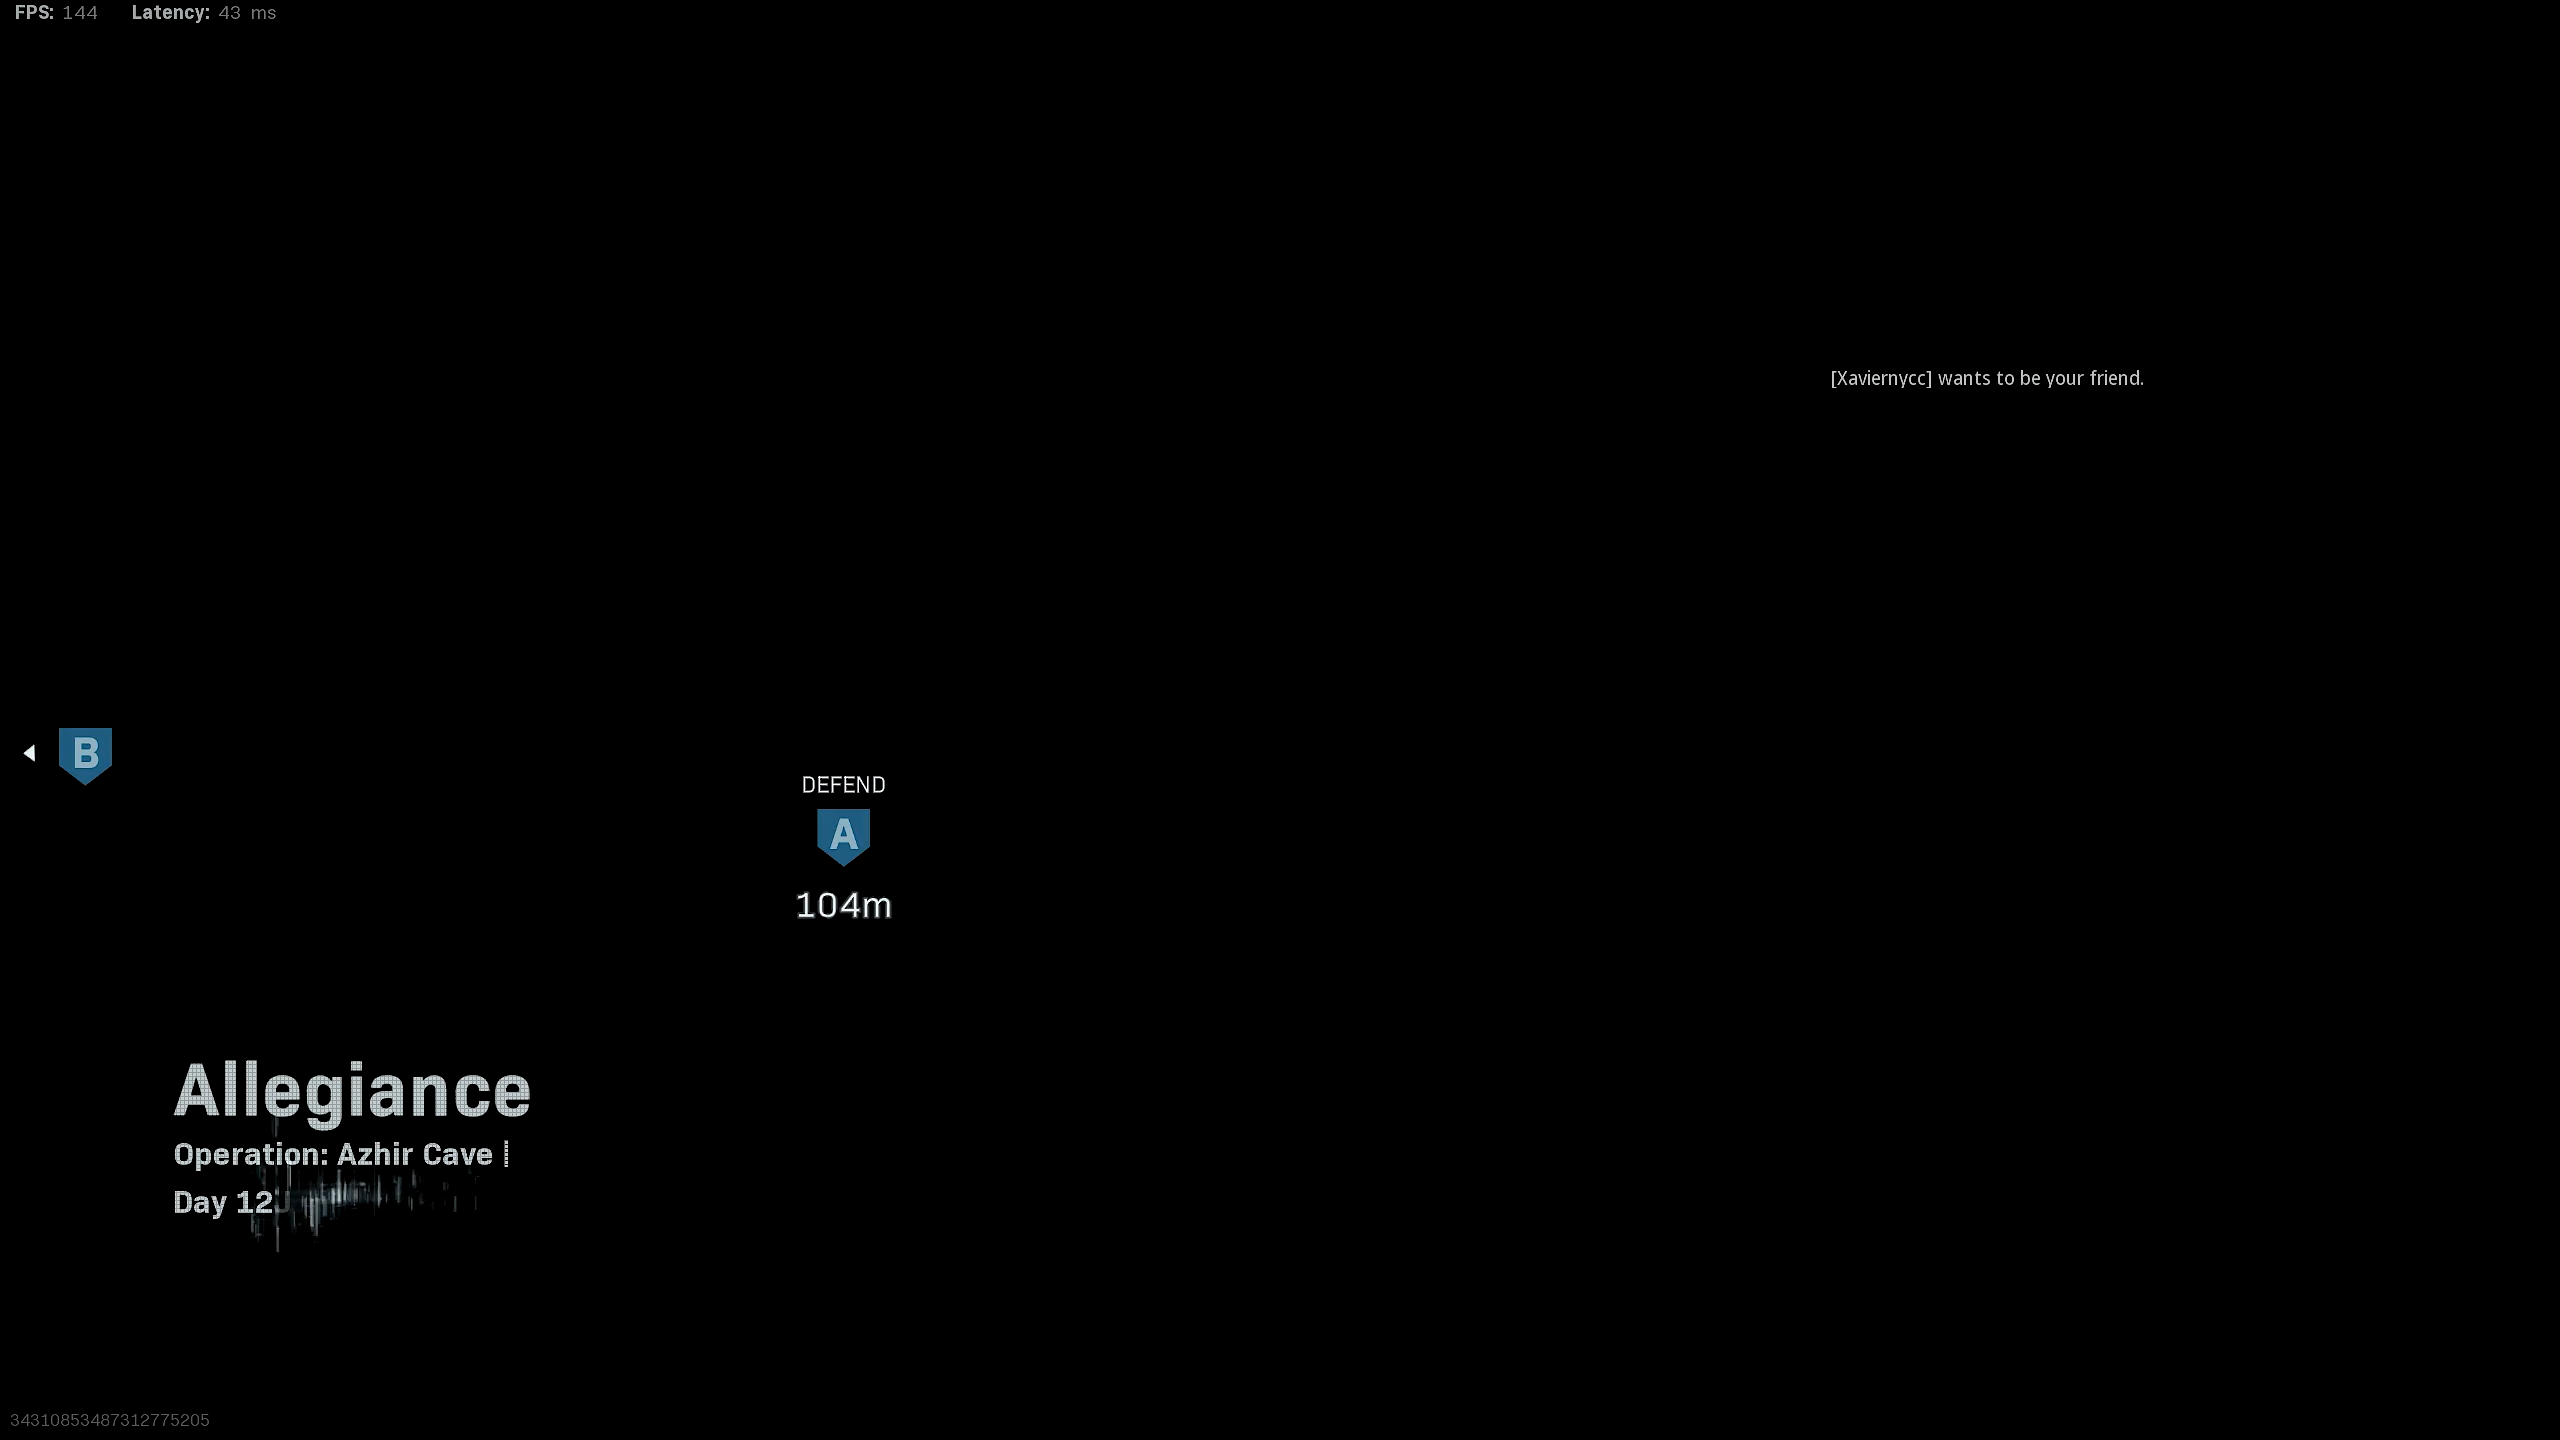 FPS: 144 Latency: 43 ms
[Xaviernycc] wants to be your friend.
B
DEFEND
A
104m
Allegiance
Operation: Azhir Cave
Day 12
34310853487312775205